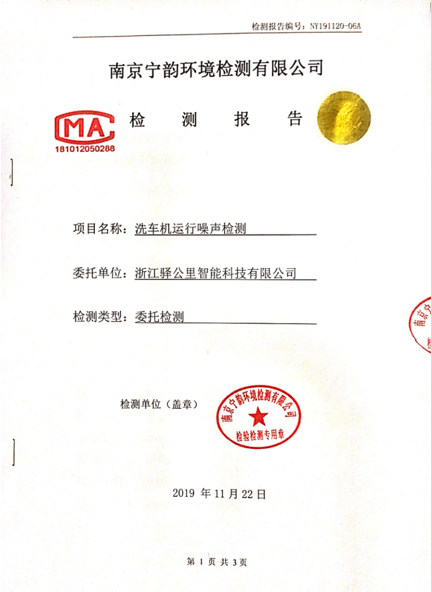 检测报告编号：NY191120-06A
南京宁韵环境检测有限公司
MA
181012050286
检 测 报 告
项目名称：洗车机运行噪声检测
委托单位：浙江驿公里智能科技有限公司
检测类型：委托检测
检测单位（盖章）
南京宁韵环境检测有限公司
检验检测专用章
2019 年 11 月 22 日
第 1 页 共 3 页